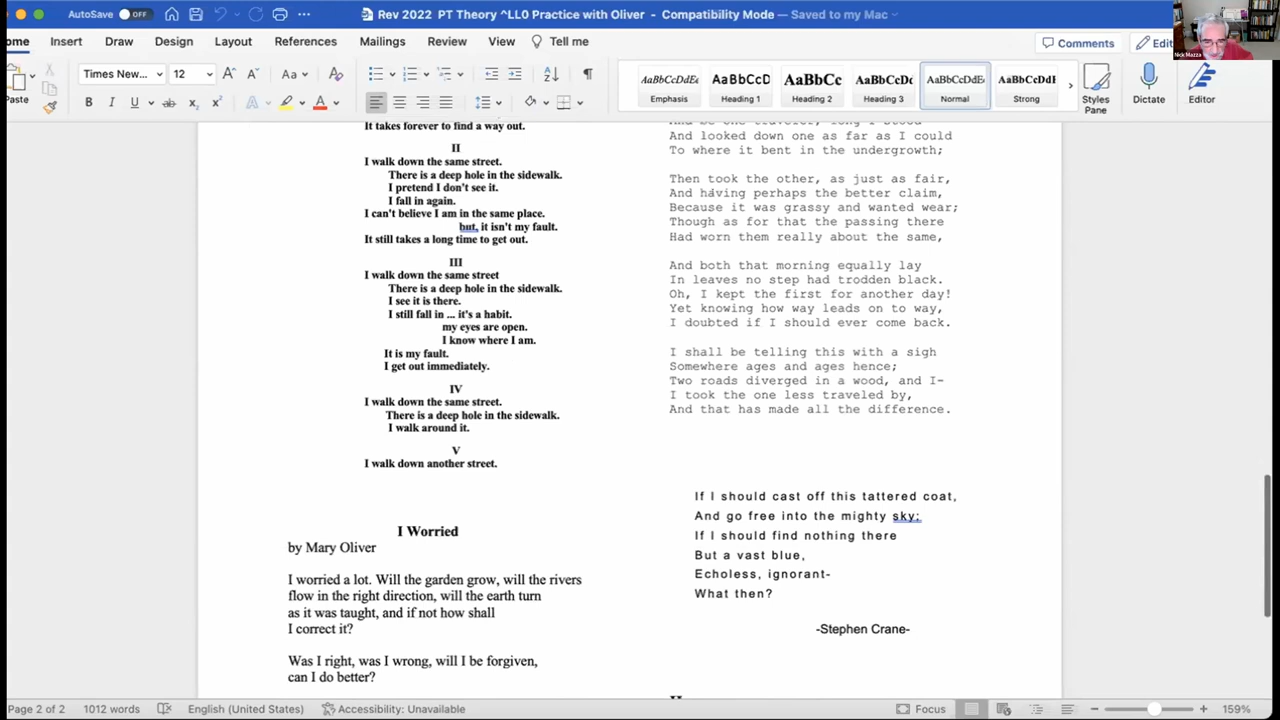 AutoSave OFF
Rev 2022 PT Theory ^LL0 Practice with Oliver - Compatibility Mode — Saved to my Mac
Nick Mazza
ome Insert Draw Design Layout References Mailings Review View Tell me
Comments
Edit
Paste
Times New... 12
Aa
B I U ab x₂ x²
AaBbCcDdEe AaBbCcD AaBbCc AaBbCcDc AaBbCcDdEe AaBbCcDdE
Emphasis Heading 1 Heading 2 Heading 3 Normal Strong
Styles Pane
Dictate
Editor
It takes forever to find a way out.
II
I walk down the same street.
There is a deep hole in the sidewalk.
I pretend I don't see it.
I fall in again.
I can't believe I am in the same place.
but, it isn't my fault.
It still takes a long time to get out.
III
I walk down the same street
There is a deep hole in the sidewalk.
I see it is there.
I still fall in ... it's a habit.
my eyes are open.
I know where I am.
It is my fault.
I get out immediately.
IV
I walk down the same street.
There is a deep hole in the sidewalk.
I walk around it.
V
I walk down another street.
I Worried
by Mary Oliver
I worried a lot. Will the garden grow, will the rivers
flow in the right direction, will the earth turn
as it was taught, and if not how shall
I correct it?
Was I right, was I wrong, will I be forgiven,
can I do better?
And be one traveler, long I stood
And looked down one as far as I could
To where it bent in the undergrowth;
Then took the other, as just as fair,
And having perhaps the better claim,
Because it was grassy and wanted wear;
Though as for that the passing there
Had worn them really about the same,
And both that morning equally lay
In leaves no step had trodden black.
Oh, I kept the first for another day!
Yet knowing how way leads on to way,
I doubted if I should ever come back.
I shall be telling this with a sigh
Somewhere ages and ages hence;
Two roads diverged in a wood, and I-
I took the one less traveled by,
And that has made all the difference.
If I should cast off this tattered coat,
And go free into the mighty sky;
If I should find nothing there
But a vast blue,
Echoless, ignorant-
What then?
-Stephen Crane-
Page 2 of 2 1012 words English (United States) Accessibility: Unavailable
Focus
159%